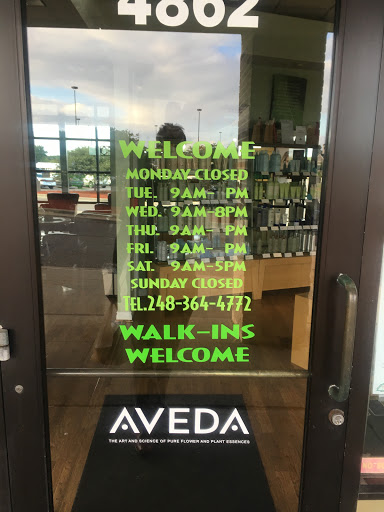 4862
WELCOME
MONDAY CLOSED
TUE. 9AM- PM
WED. 9AM-8PM
THU. 9AM- PM
FRI. 9AM- PM
SAT. 9AM-5PM
SUNDAY CLOSED
TEL.248-364-4772
WALK-INS
WELCOME
AVEDA
THE ART AND SCIENCE OF PURE FLOWER AND PLANT ESSENCES